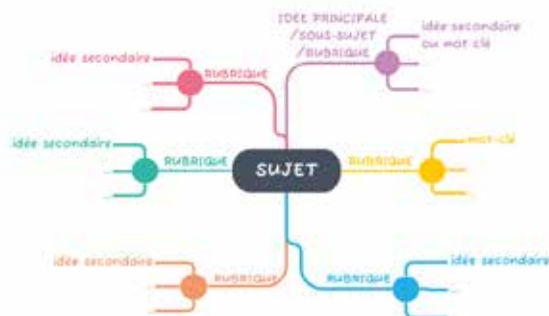 IDÉE PRINCIPALE
/SOUS-SUJET
/RUBRIQUE
idée secondaire
ou mot clé
idée secondaire
RUBRIQUE
idée secondaire
RUBRIQUE
SUJET
RUBRIQUE
mot-clé
idée secondaire
RUBRIQUE
RUBRIQUE
idée secondaire